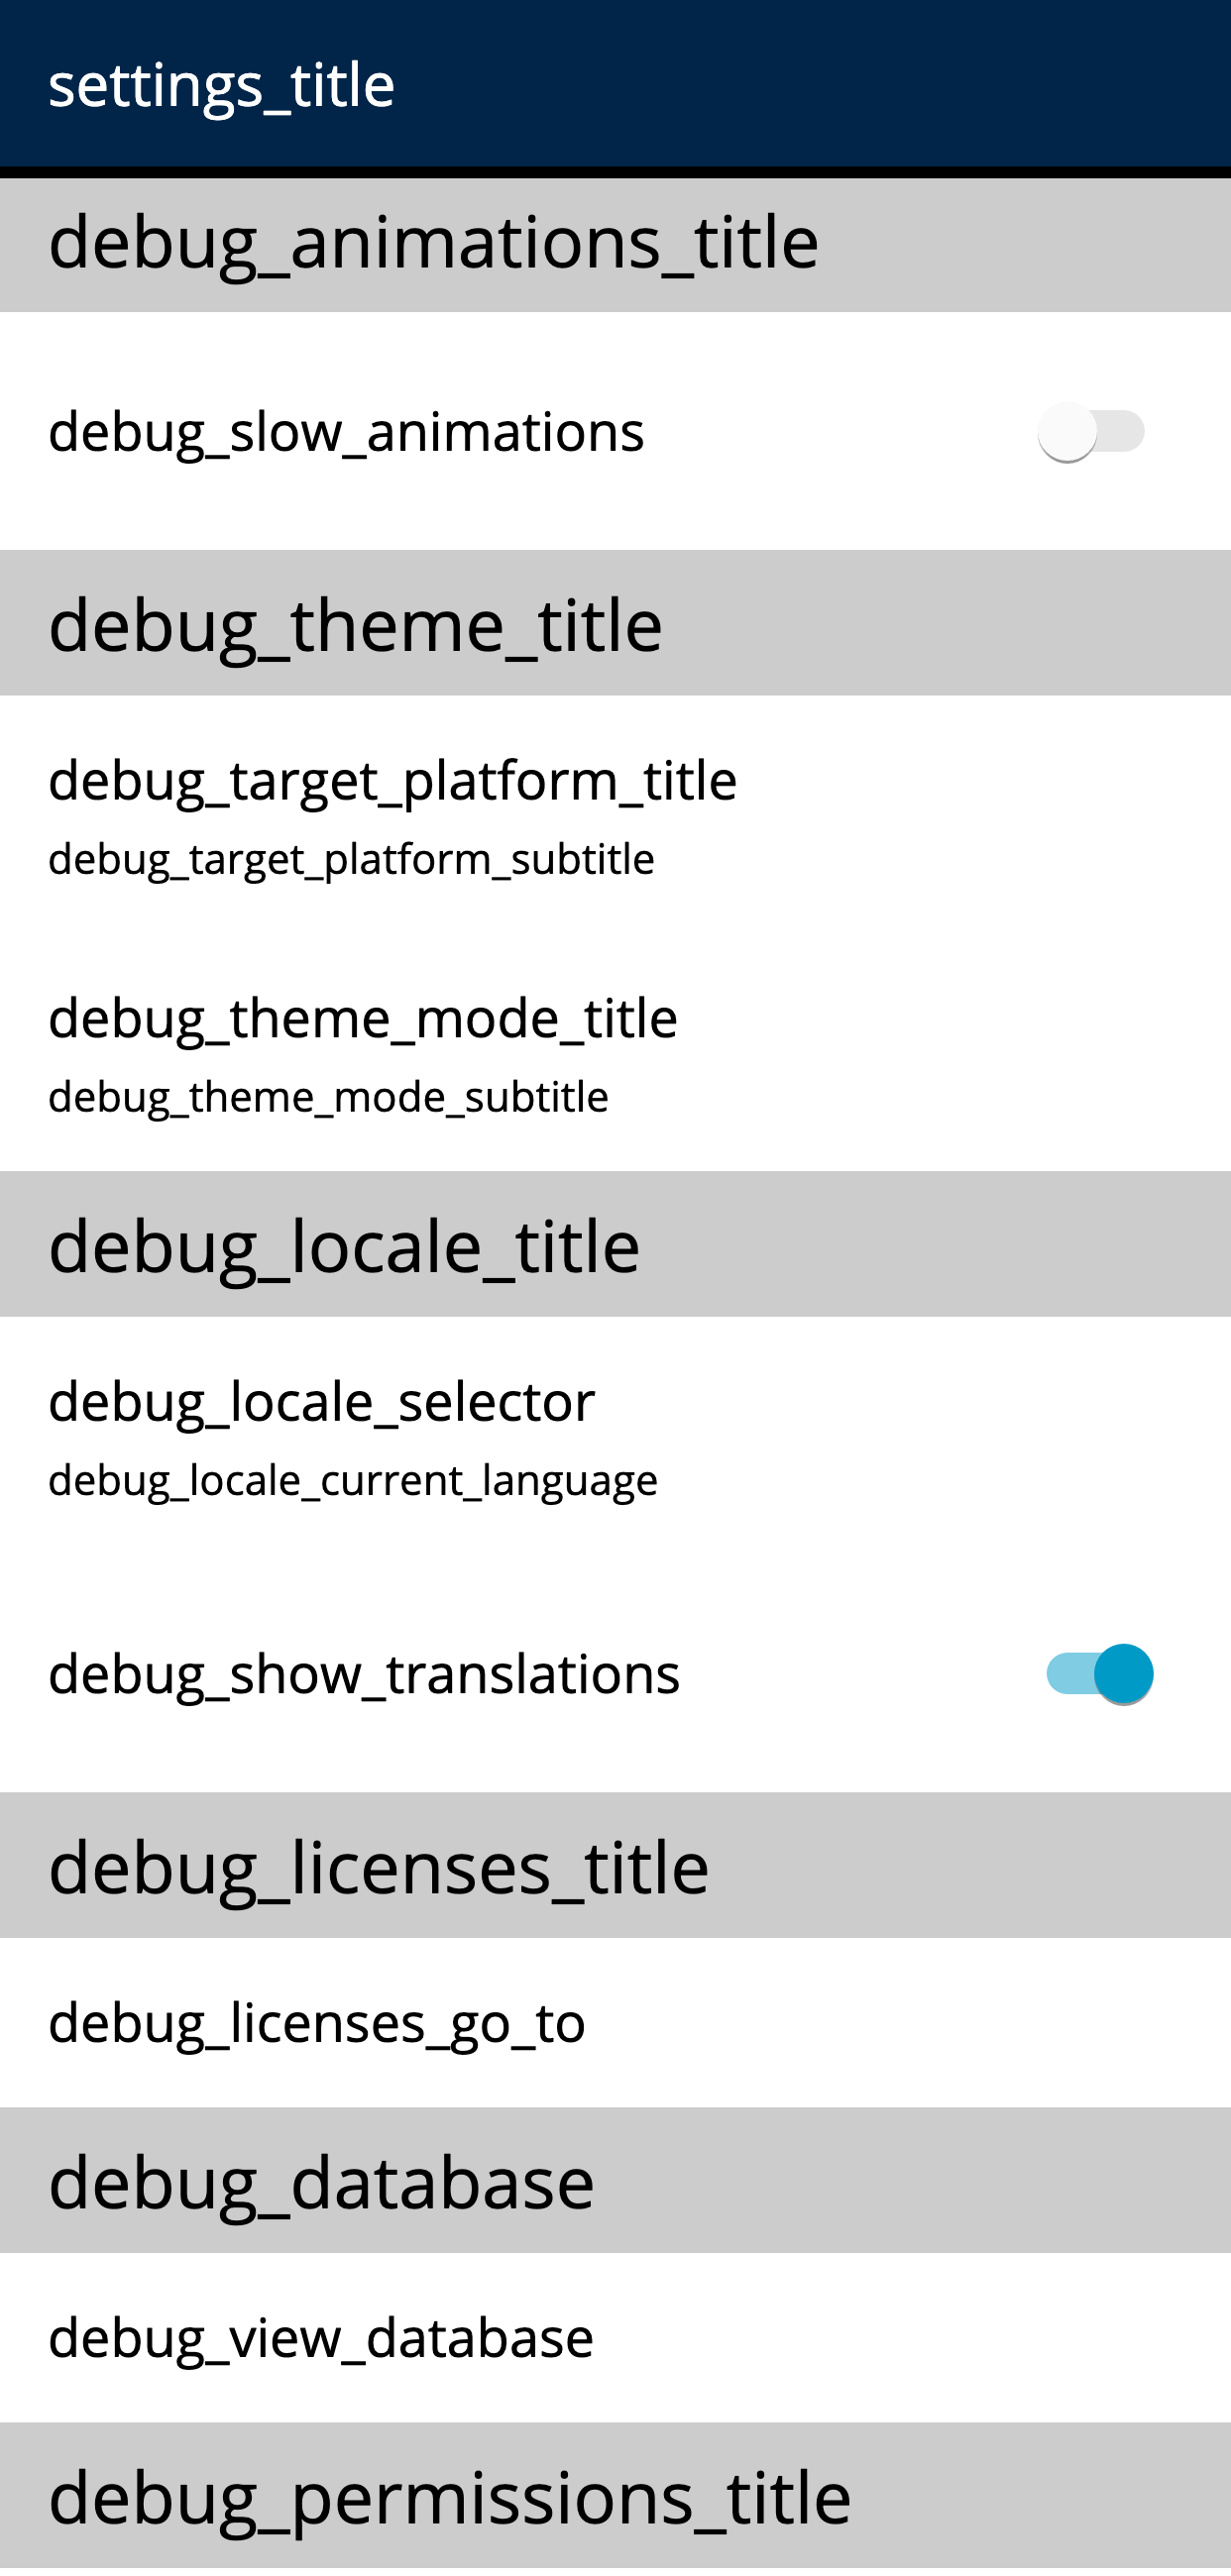 settings_title
debug_animations_title
debug_slow_animations
debug_theme_title
debug_target_platform_title
debug_target_platform_subtitle
debug_theme_mode_title
debug_theme_mode_subtitle
debug_locale_title
debug_locale_selector
debug_locale_current_language
debug_show_translations
debug_licenses_title
debug_licenses_go_to
debug_database
debug_view_database
debug_permissions_title